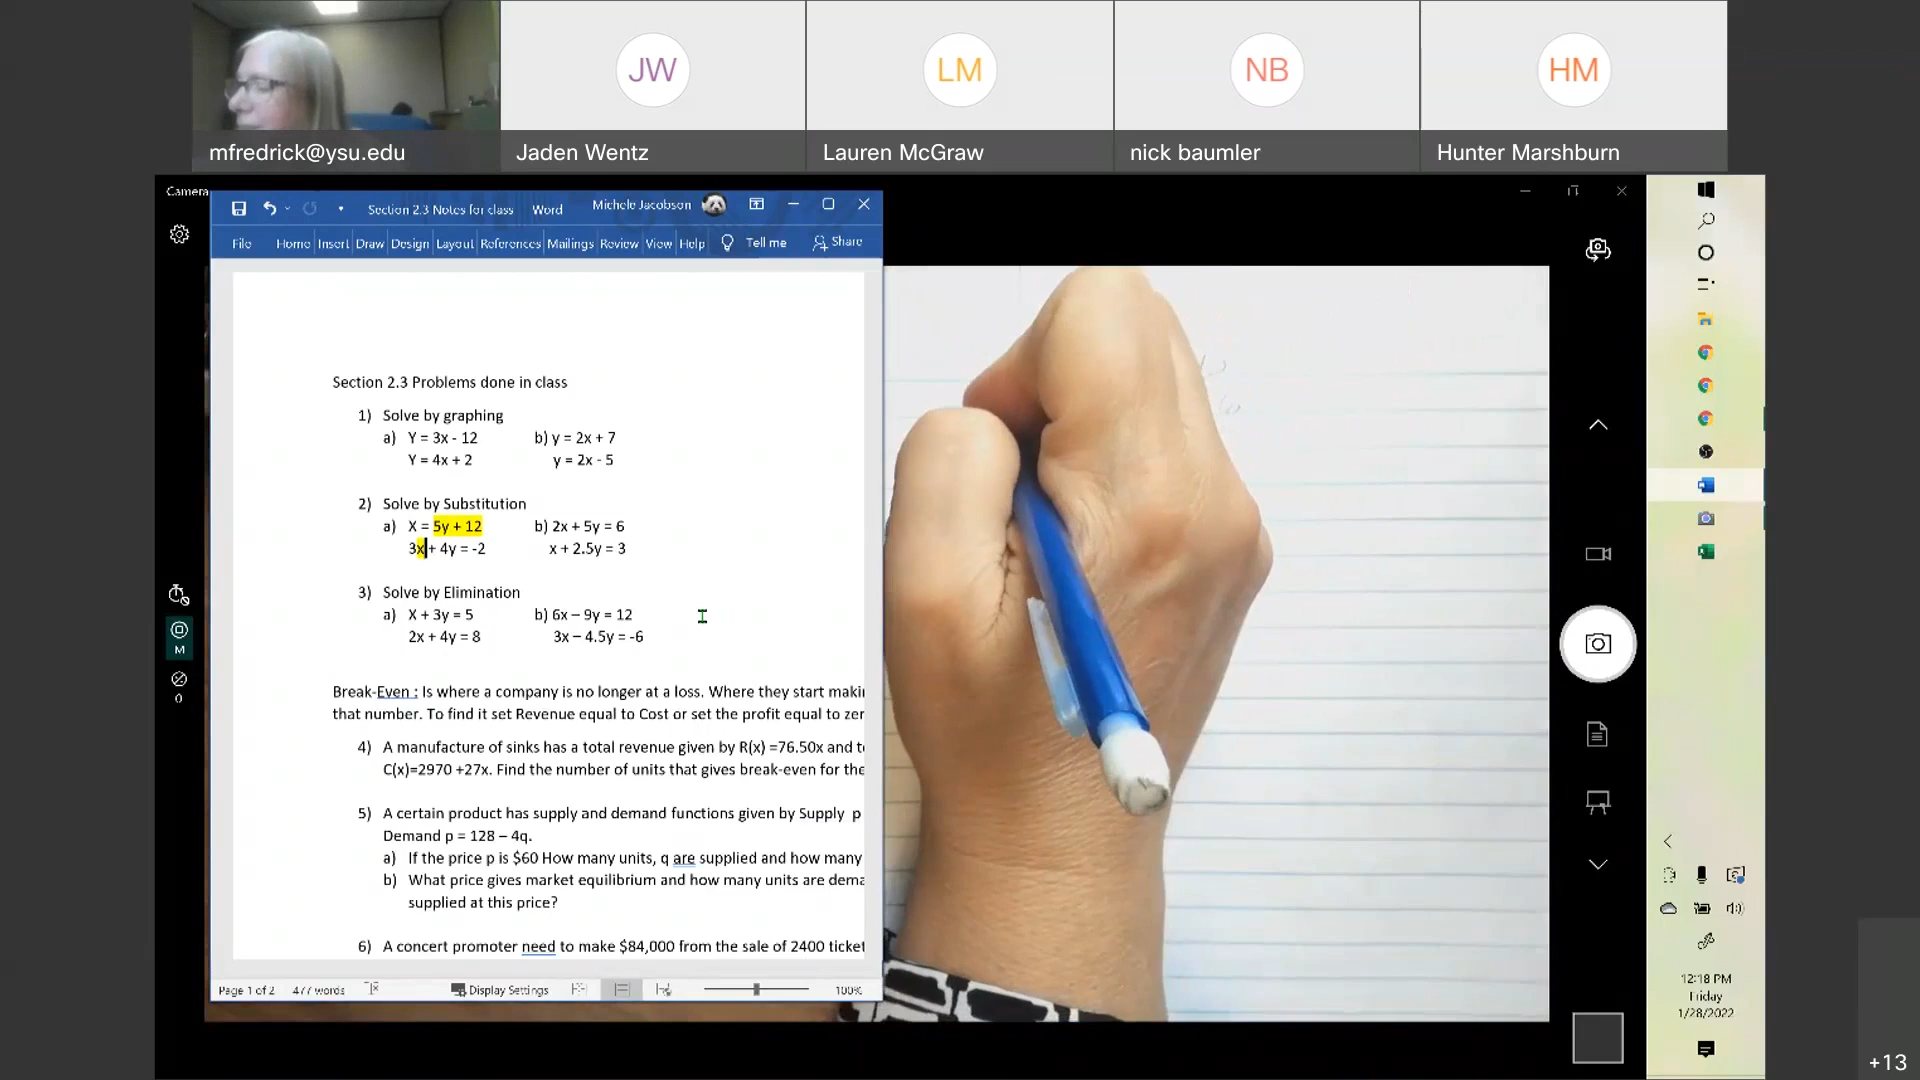 JW
LM
NB
HM
mfredrick@ysu.edu
Jaden Wentz
Lauren McGraw
nick baumler
Hunter Marshburn
Camera
Section 2.3 Notes for class Word
Michele Jacobson
File Home Insert Draw Design Layout References Mailings Review View Help Tell me Share
Section 2.3 Problems done in class
1) Solve by graphing
a) Y = 3x - 12 b) y = 2x + 7
Y = 4x + 2 y = 2x - 5
2) Solve by Substitution
a) X = 5y + 12 b) 2x + 5y = 6
3x + 4y = -2 x + 2.5y = 3
3) Solve by Elimination
a) X + 3y = 5 b) 6x – 9y = 12
2x + 4y = 8 3x – 4.5y = -6
Break-Even : Is where a company is no longer at a loss. Where they start
that number. To find it set Revenue equal to Cost or set the profit equal to
4) A manufacture of sinks has a total revenue given by R(x) =76.50x and
C(x)=2970 +27x. Find the number of units that gives break-even for the
5) A certain product has supply and demand functions given by Supply p
Demand p = 128 – 4q.
a) If the price p is $60 How many units, q are supplied and how many
b) What price gives market equilibrium and how many units are
supplied at this price?
6) A concert promoter need to make $84,000 from the sale of 2400
Page 1 of 2 477 words Display Settings 100%
M
0
12:18 PM
Friday
1/28/2022
+13